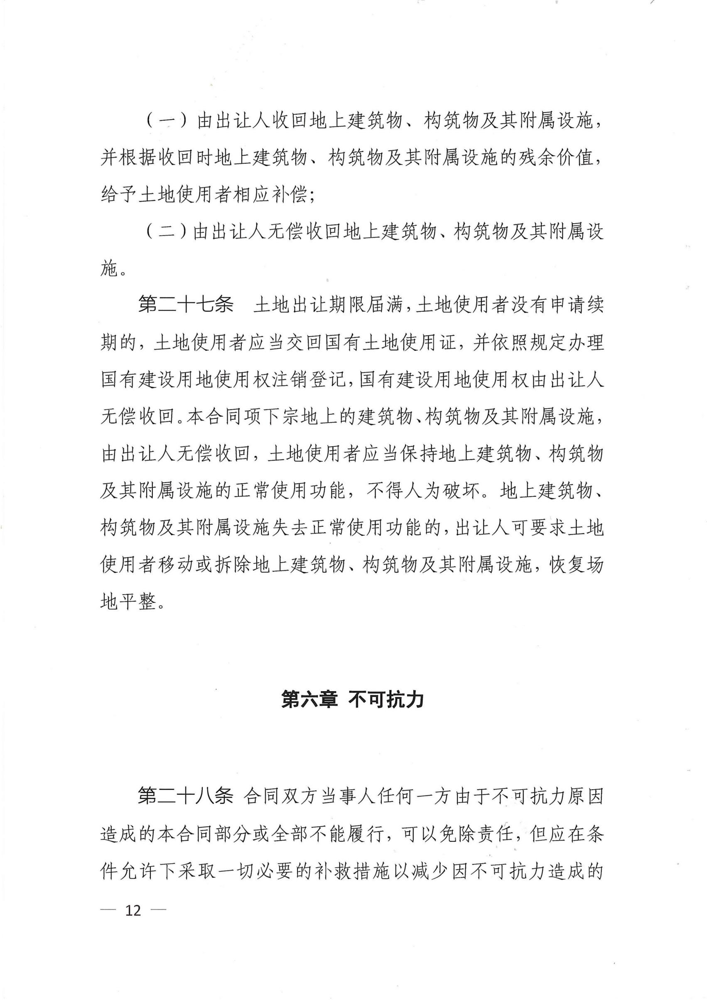 （一）由出让人收回地上建筑物、构筑物及其附属设施，
并根据收回时地上建筑物、构筑物及其附属设施的残余价值，
给予土地使用者相应补偿；
（二）由出让人无偿收回地上建筑物、构筑物及其附属设
施。
第二十七条 土地出让期限届满，土地使用者没有申请续
期的，土地使用者应当交回国有土地使用证，并依照规定办理
国有建设用地使用权注销登记，国有建设用地使用权由出让人
无偿收回。本合同项下宗地上的建筑物、构筑物及其附属设施，
由出让人无偿收回，土地使用者应当保持地上建筑物、构筑物
及其附属设施的正常使用功能，不得人为破坏。地上建筑物、
构筑物及其附属设施失去正常使用功能的，出让人可要求土地
使用者移动或拆除地上建筑物、构筑物及其附属设施，恢复场
地平整。
第六章 不可抗力
第二十八条 合同双方当事人任何一方由于不可抗力原因
造成的本合同部分或全部不能履行，可以免除责任，但应在条
件允许下采取一切必要的补救措施以减少因不可抗力造成的
— 12 —